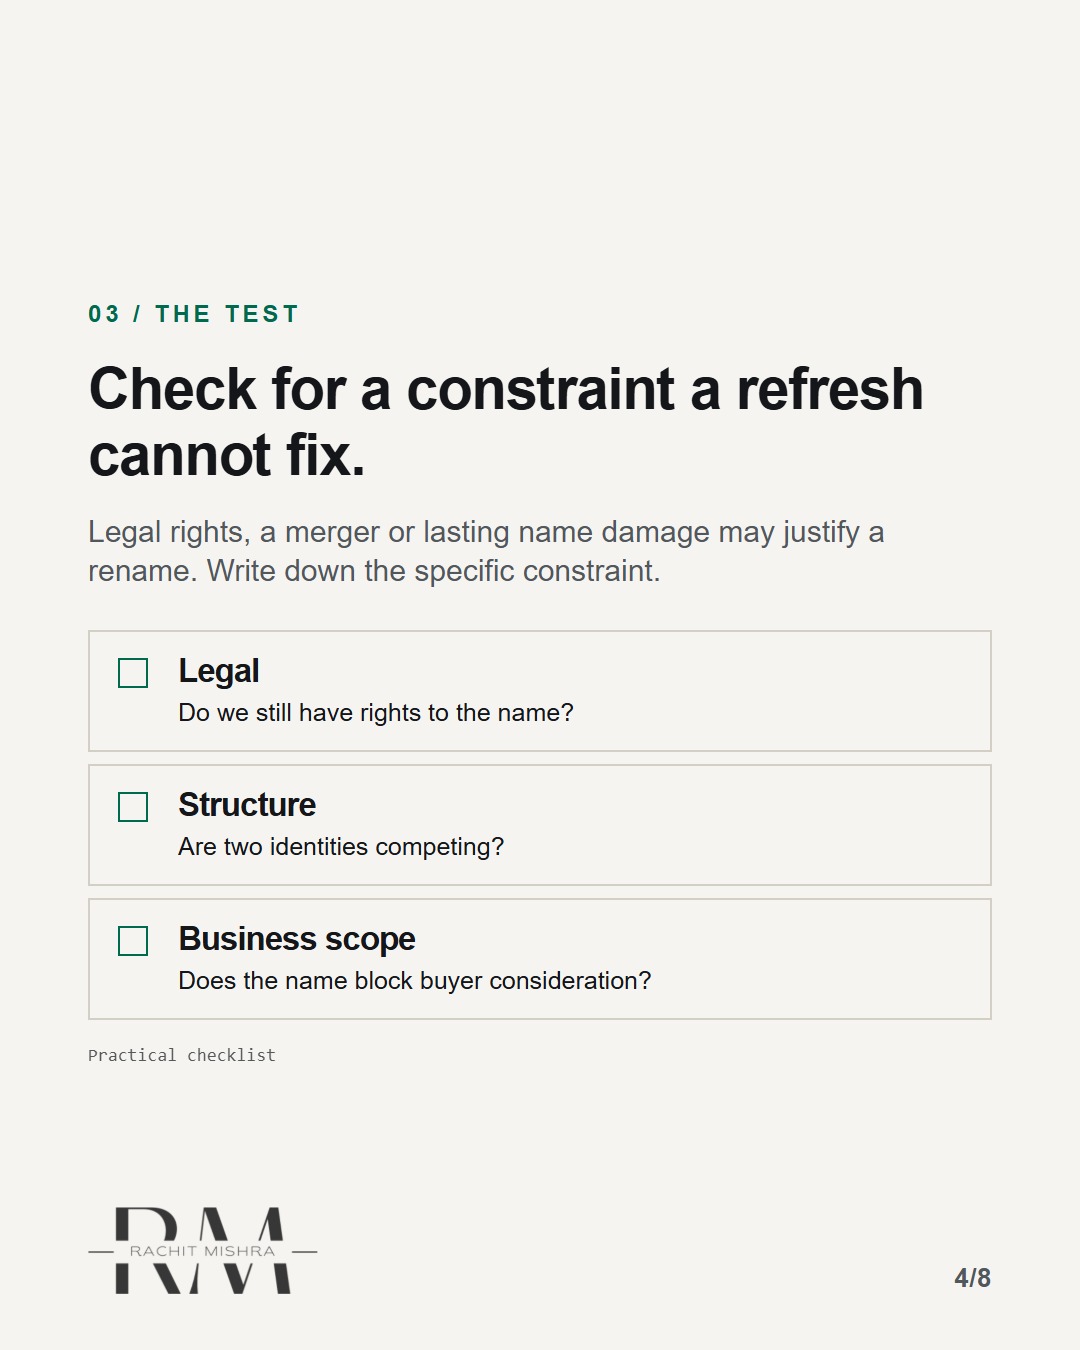 03 / THE TEST
Check for a constraint a refresh
cannot fix.
Legal rights, a merger or lasting name damage may justify a
rename. Write down the specific constraint.
Legal
Do we still have rights to the name?
Structure
Are two identities competing?
Business scope
Does the name block buyer consideration?
Practical checklist
RM
RACHIT MISHRA
4/8